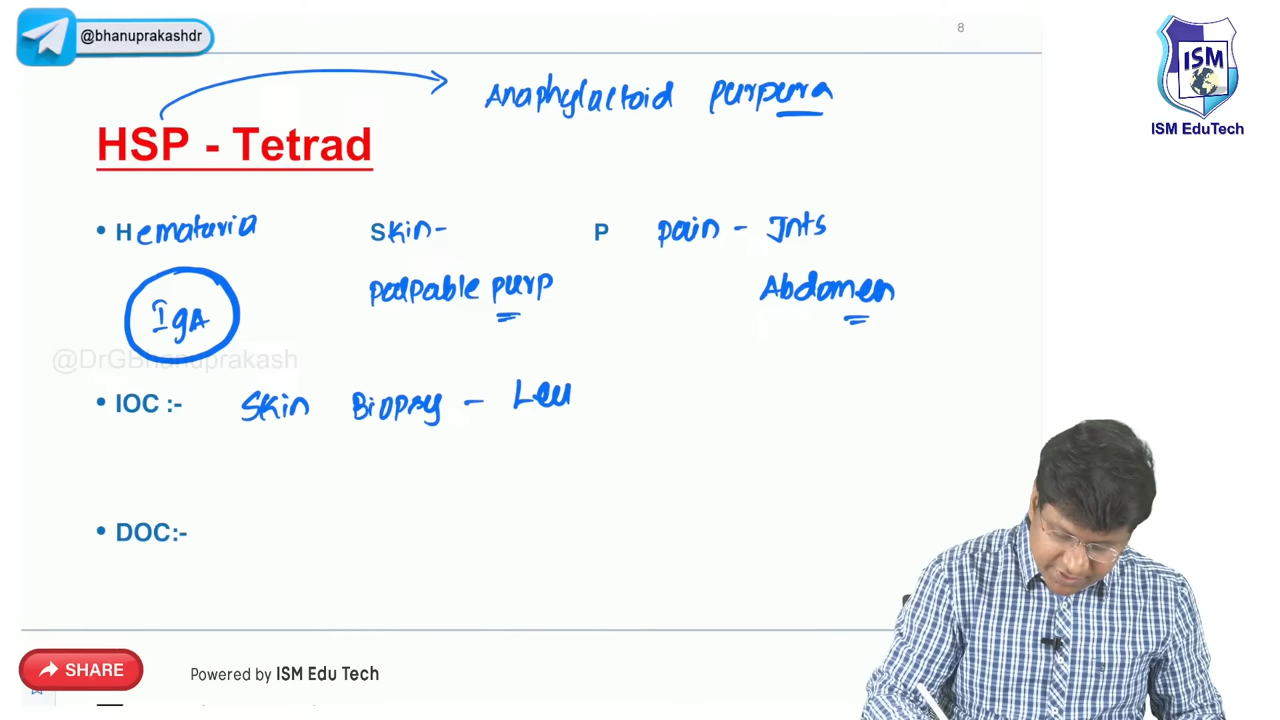 @bhanuprakashdr
8
ISM
ISM EduTech
Anaphylactoid purpura
HSP - Tetrad
• Hematuria Skin- P pain - Jnts
palpable purp Abdomen
IgA
@DrGBhanuprakash
• IOC :- Skin Biopsy - Leu
• DOC:-
SHARE
Powered by ISM Edu Tech